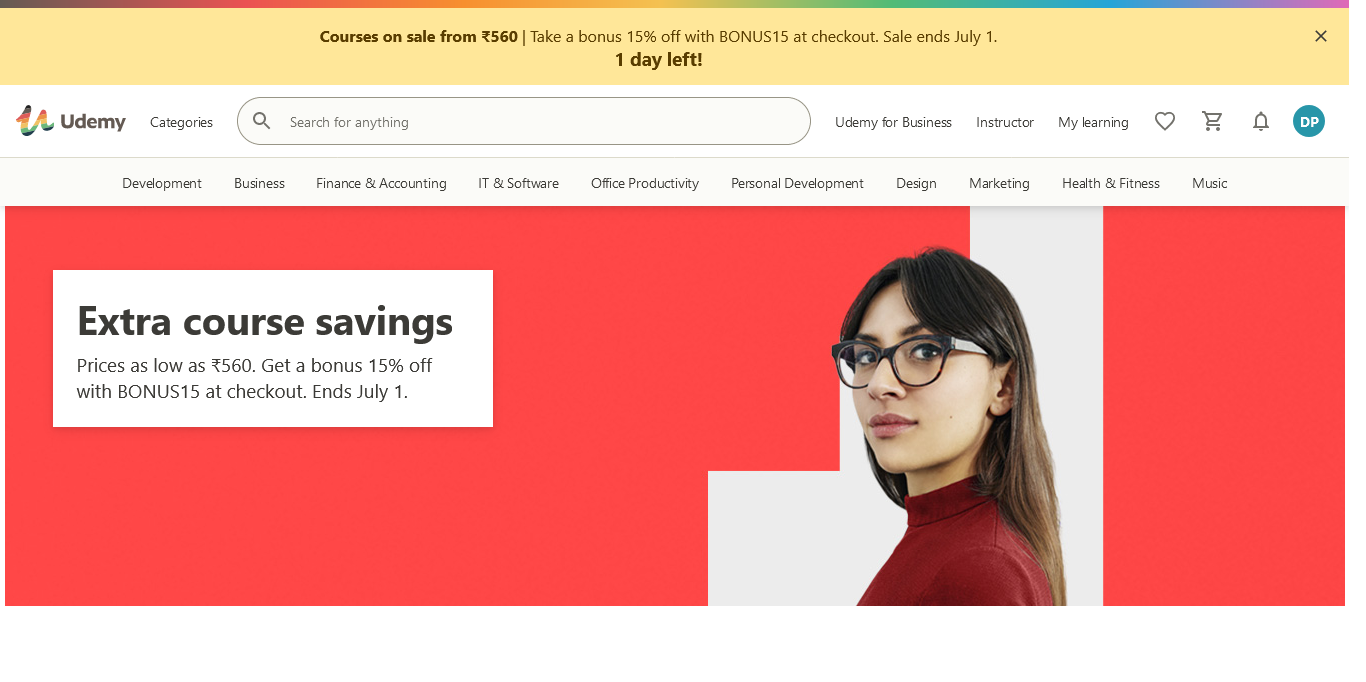 Courses on sale from ₹560 | Take a bonus 15% off with BONUS15 at checkout. Sale ends July 1.
1 day left!
Udemy
Categories
Search for anything
Udemy for Business
Instructor
My learning
DP
Development
Business
Finance & Accounting
IT & Software
Office Productivity
Personal Development
Design
Marketing
Health & Fitness
Music
Extra course savings
Prices as low as ₹560. Get a bonus 15% off
with BONUS15 at checkout. Ends July 1.